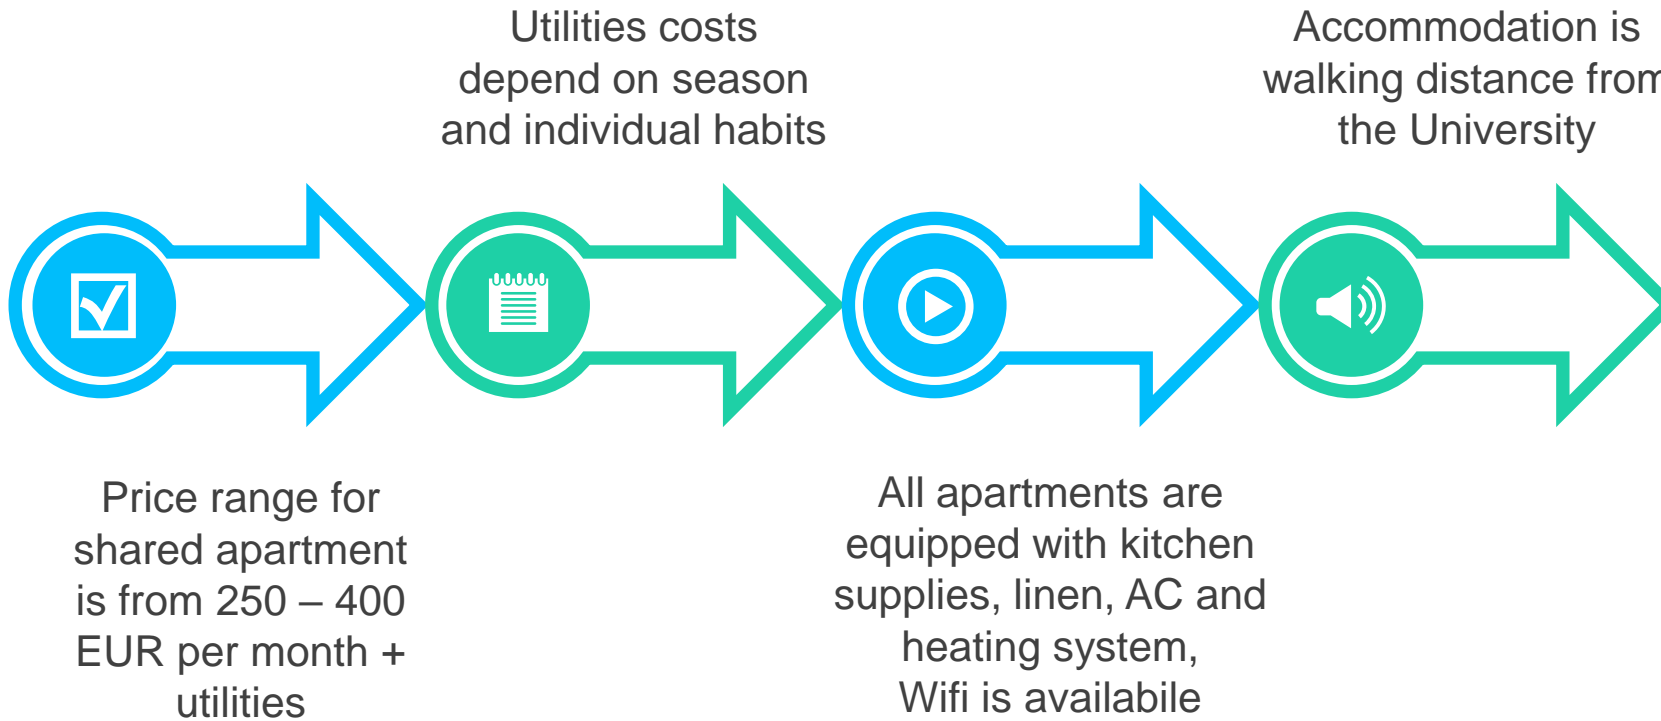 Utilities costs
depend on season
and individual habits
Accommodation is
walking distance from
the University
Price range for
shared apartment
is from 250 – 400
EUR per month +
utilities
All apartments are
equipped with kitchen
supplies, linen, AC and
heating system,
Wifi is availabile